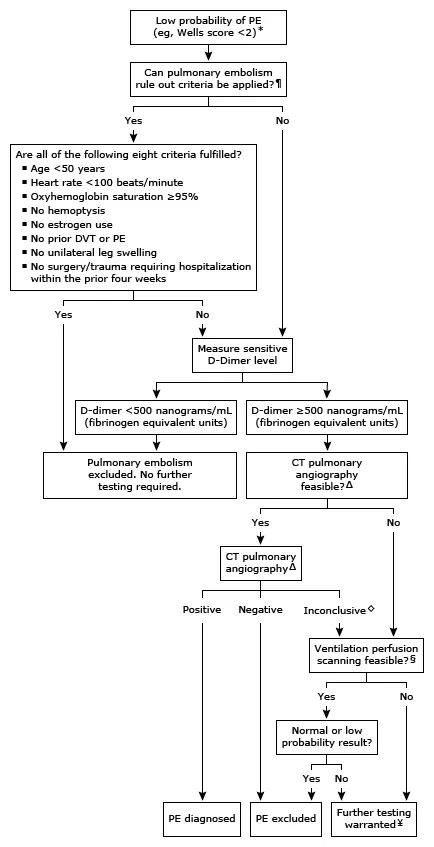 Low probability of PE
(eg, Wells score <2)*
Can pulmonary embolism
rule out criteria be applied?¶
Yes
No
Are all of the following eight criteria fulfilled?
▪ Age <50 years
▪ Heart rate <100 beats/minute
▪ Oxyhemoglobin saturation ≥95%
▪ No hemoptysis
▪ No estrogen use
▪ No prior DVT or PE
▪ No unilateral leg swelling
▪ No surgery/trauma requiring hospitalization
within the prior four weeks
Yes
No
Measure sensitive
D-Dimer level
D-dimer <500 nanograms/mL
(fibrinogen equivalent units)
D-dimer ≥500 nanograms/mL
(fibrinogen equivalent units)
Pulmonary embolism
excluded. No further
testing required.
CT pulmonary
angiography
feasible?Δ
Yes
No
CT pulmonary
angiographyΔ
Positive
Negative
Inconclusive◇
Ventilation perfusion
scanning feasible?§
Yes
No
Normal or low
probability result?
Yes
No
PE diagnosed
PE excluded
Further testing
warranted¥